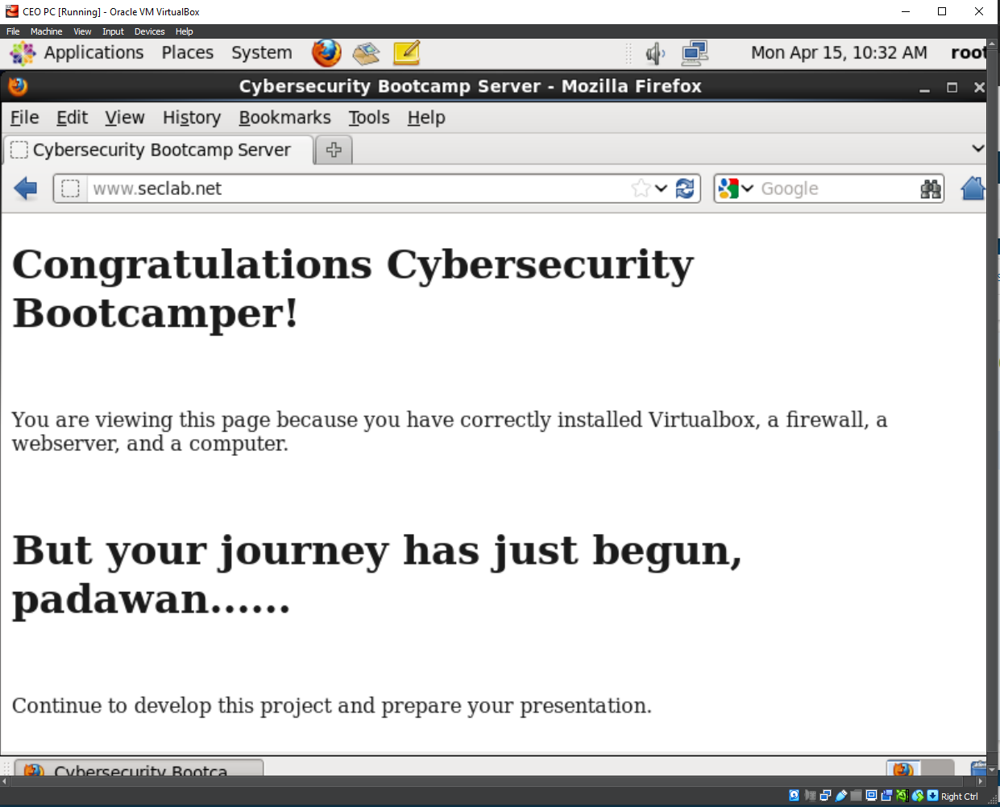 CEO PC [Running] - Oracle VM VirtualBox
File Machine View Input Devices Help
Applications Places System Mon Apr 15, 10:32 AM root
Cybersecurity Bootcamp Server - Mozilla Firefox
File Edit View History Bookmarks Tools Help
Cybersecurity Bootcamp Server
www.seclab.net Google
Congratulations Cybersecurity
Bootcamper!
You are viewing this page because you have correctly installed Virtualbox, a firewall, a
webserver, and a computer.
But your journey has just begun,
padawan......
Continue to develop this project and prepare your presentation.
Cybersecurity Bootca
Right Ctrl